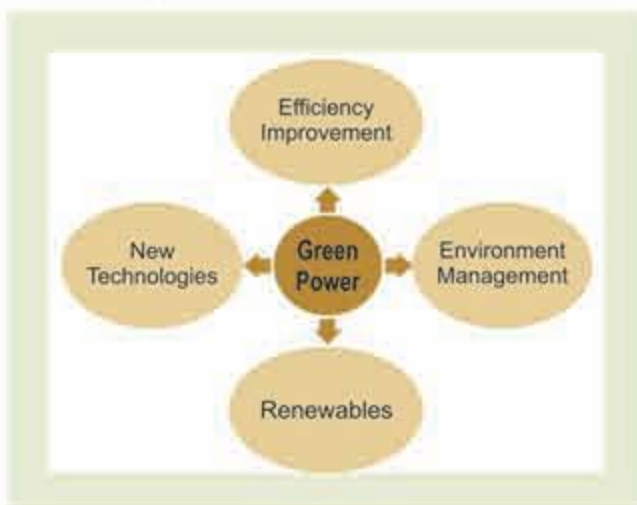 Efficiency
Improvement
New
Technologies
Green
Power
Environment
Management
Renewables